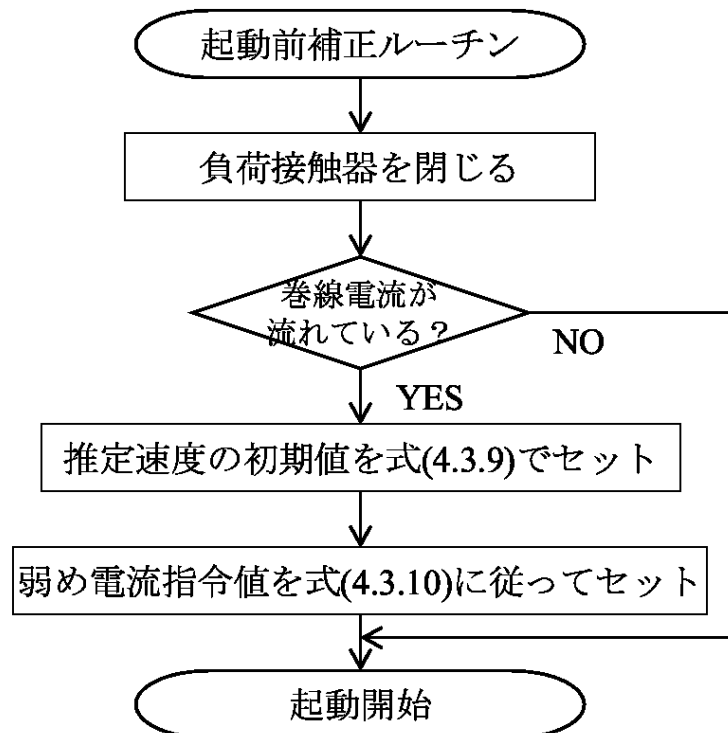 起動前補正ルーチン
負荷接触器を閉じる
巻線電流が
流れている？
NO
YES
推定速度の初期値を式(4.3.9)でセット
弱め電流指令値を式(4.3.10)に従ってセット
起動開始